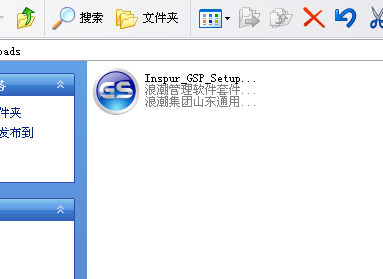 搜索 文件夹
oads
务
件夹
发布到
GS
Inspur_GSP_Setup...
浪潮管理软件套件...
浪潮集团山东通用...